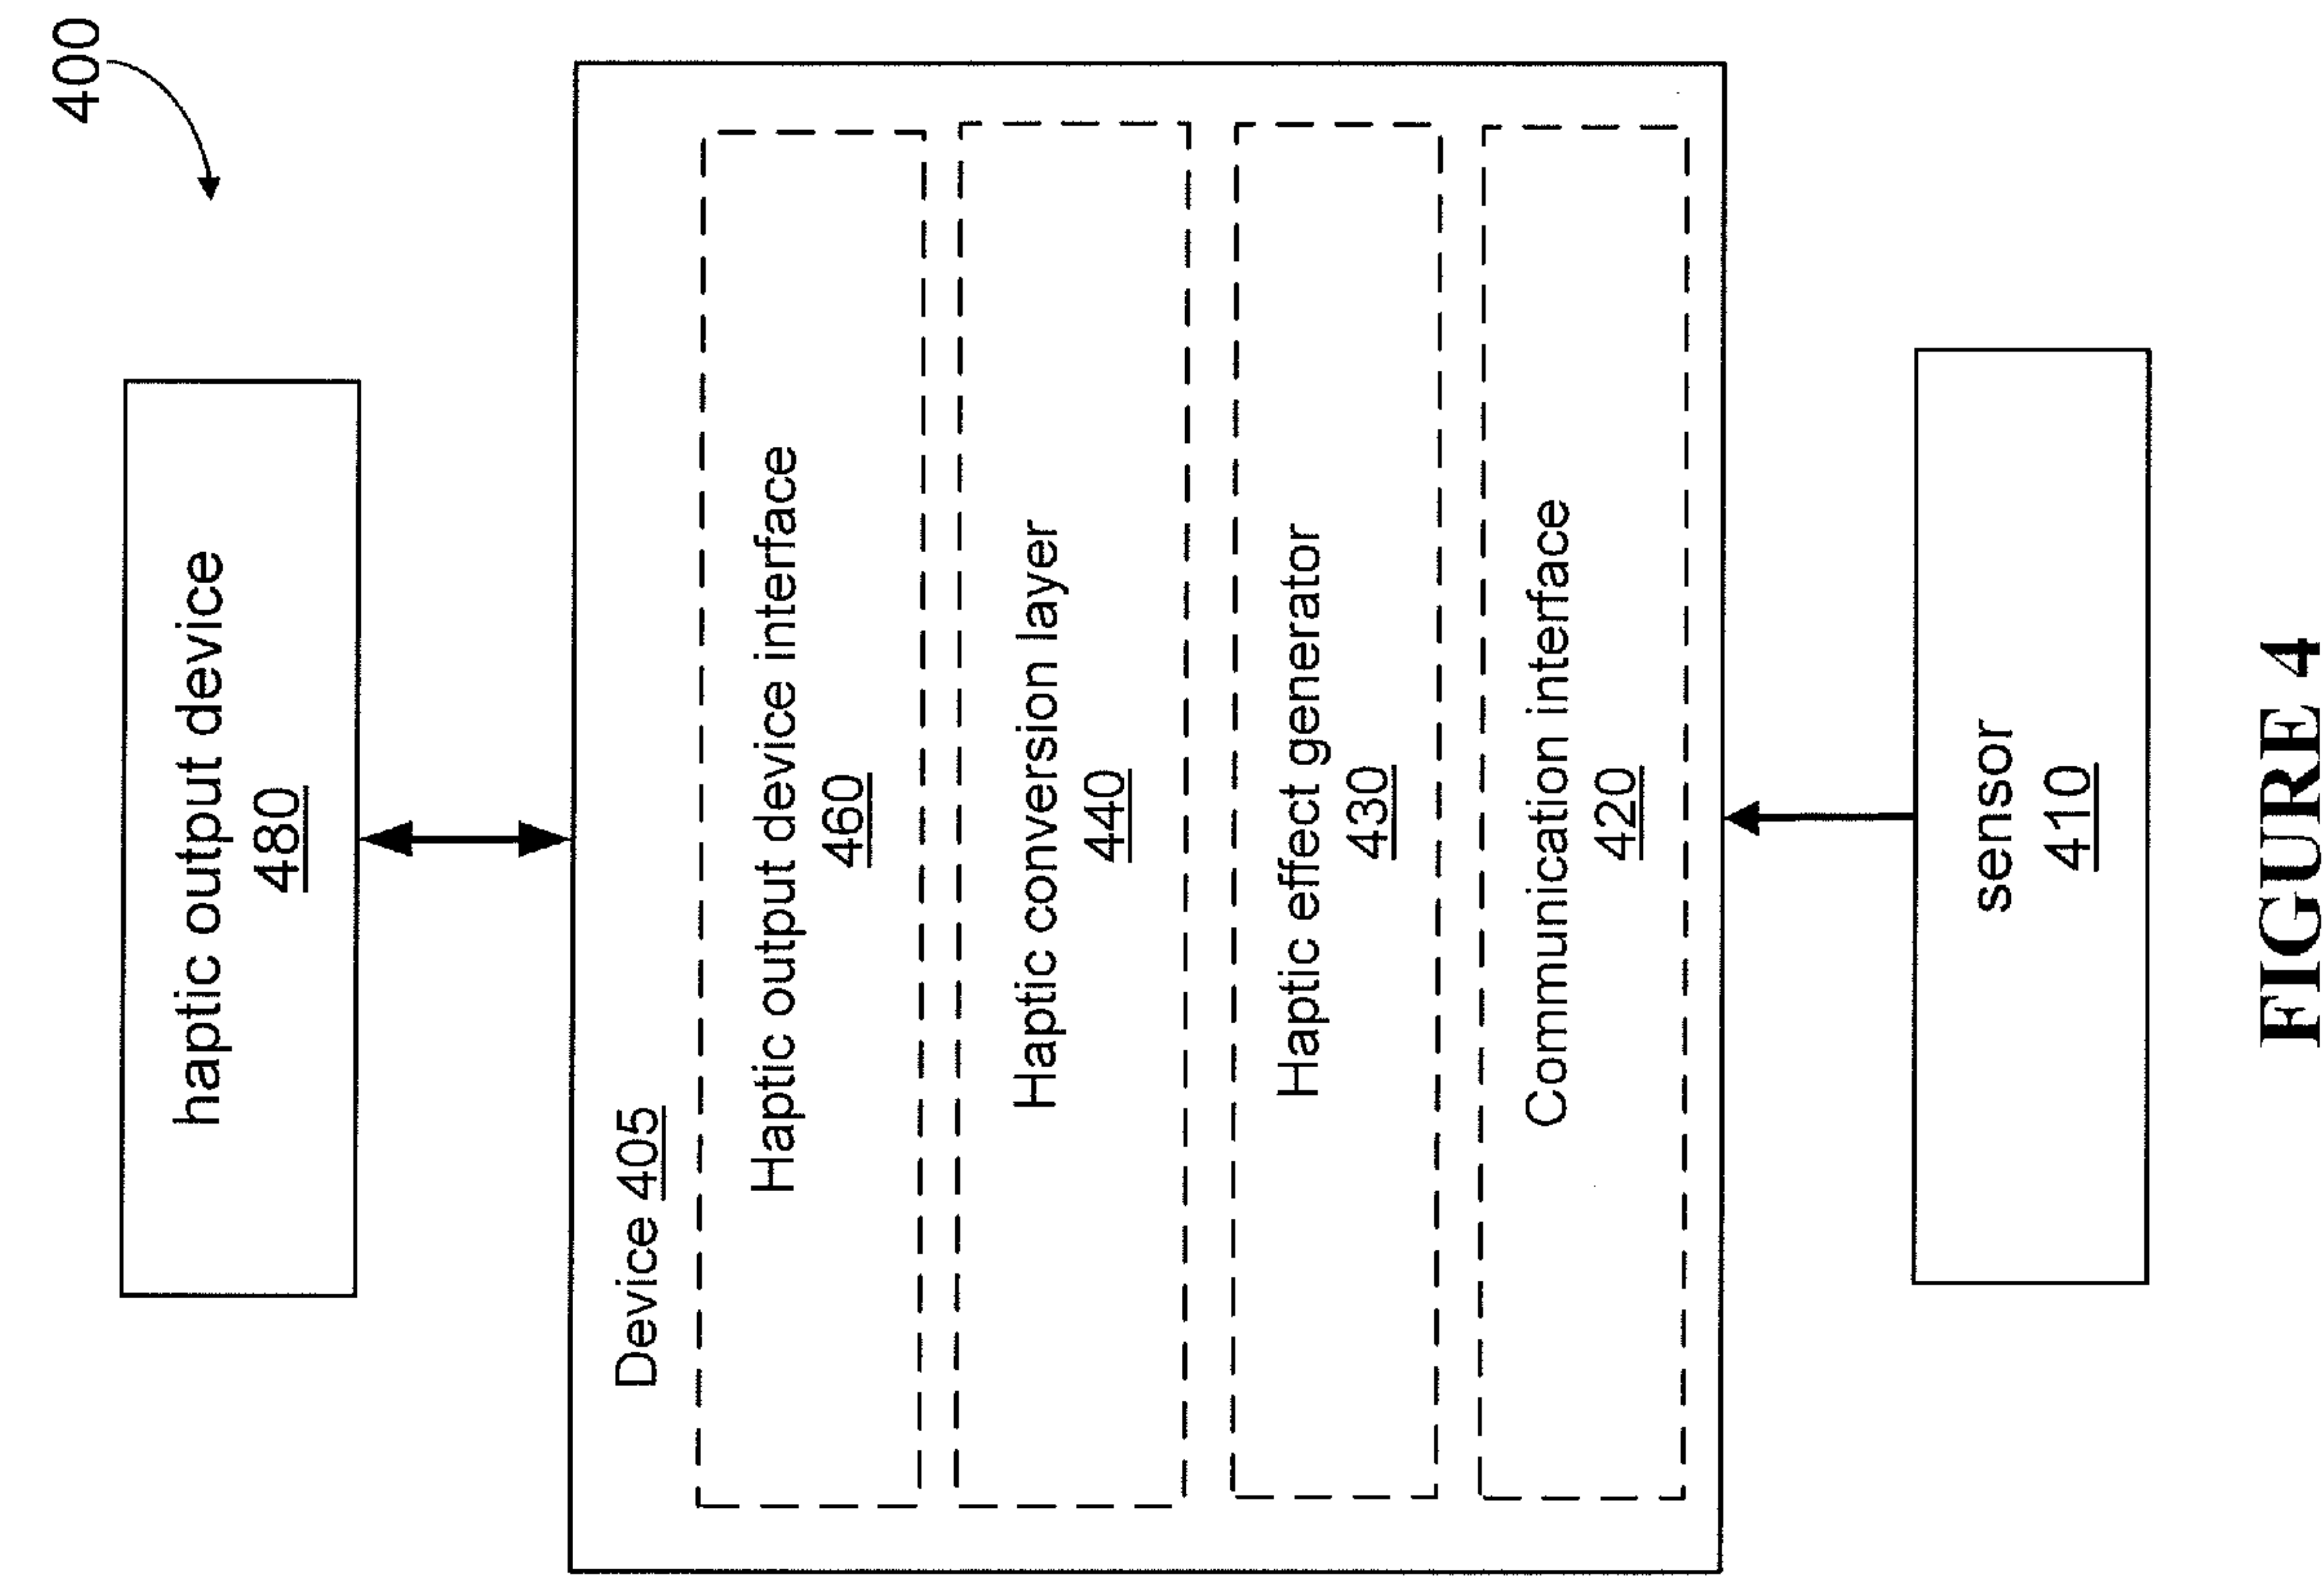 400
haptic output device
480
Device 405
Haptic output device interface
460
Haptic conversion layer
440
Haptic effect generator
430
Communication interface
420
sensor
410
FIGURE 4